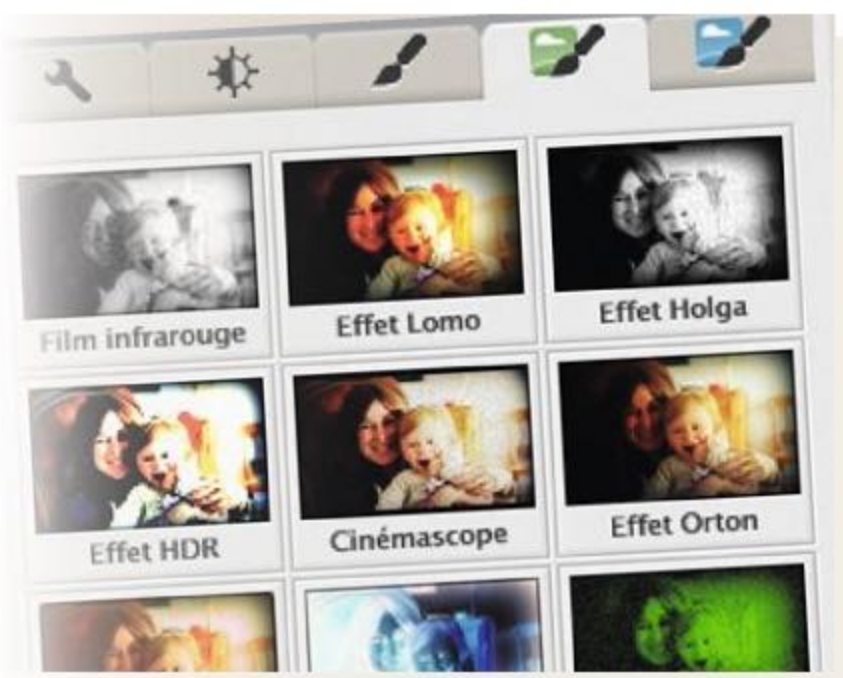 Film infrarouge
Effet Lomo
Effet Holga
Effet HDR
Cinémascope
Effet Orton